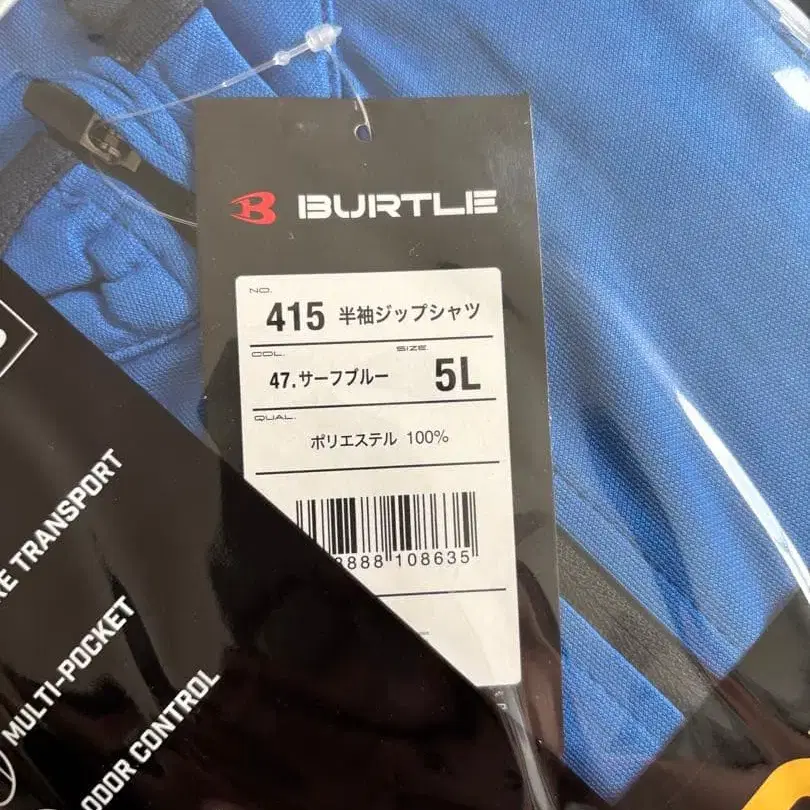 BURTLE
NO.
415 半袖ジップシャツ
COL. SIZE
47.サーフブルー 5L
QUAL.
ポリエステル 100%
8888 108635
TRANSPORT
MULTI-POCKET
ODOR CONTROL